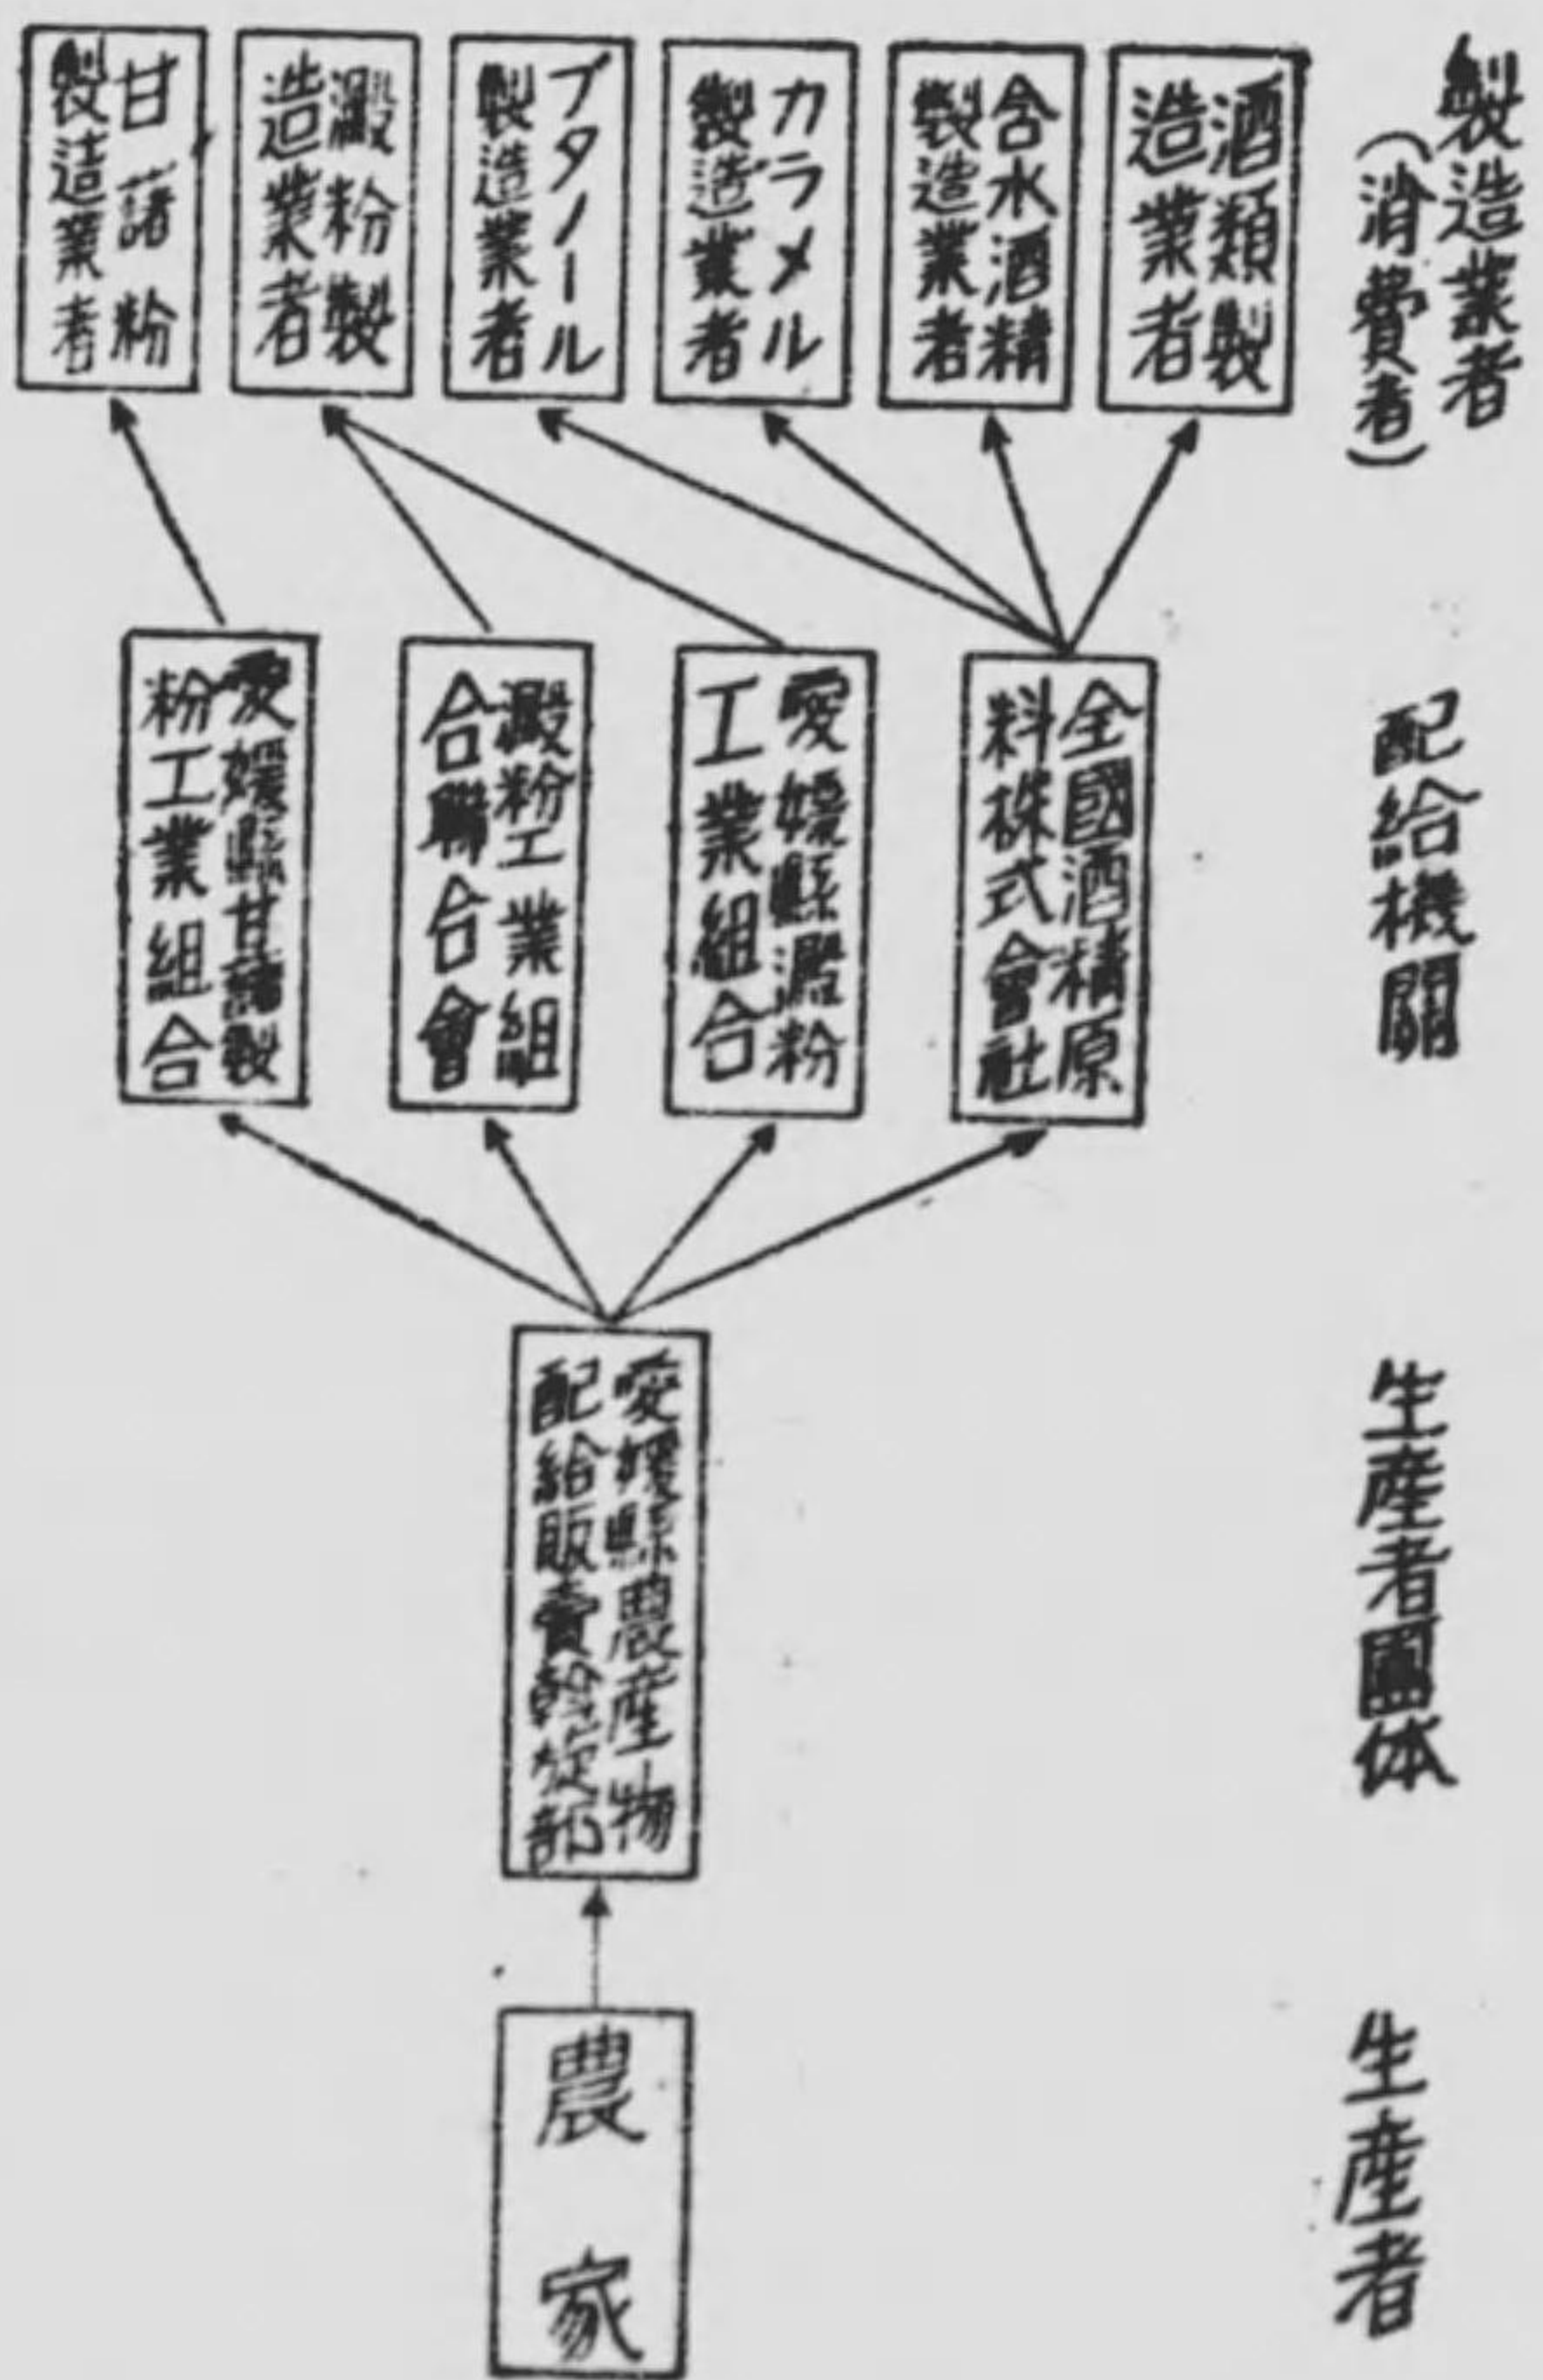 製造業者
(消費者)
配給機關
生產者團体
生產者
酒類製
造業者
含水酒精
製造業者
カラメル
製造業者
ブタノール
製造業者
澱粉製
造業者
甘藷粉
製造業者
全國酒精原
料株式會社
愛媛縣澱粉
工業組合
澱粉工業組
合聯合會
愛媛縣甘藷製
粉工業組合
愛媛縣農產物
配給販賣斡旋部
農家